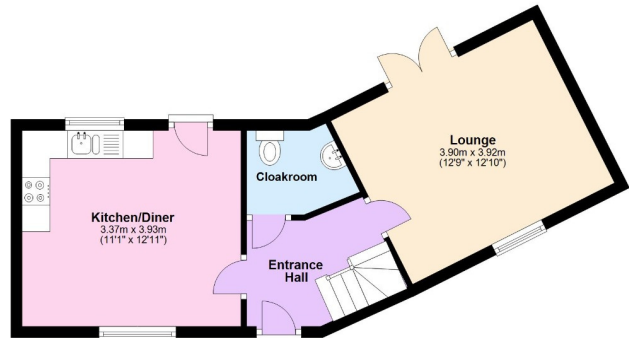 Lounge
3.90m x 3.92m
(12'9" x 12'10")
Cloakroom
Kitchen/Diner
3.37m x 3.93m
(11'1" x 12'11")
Entrance
Hall